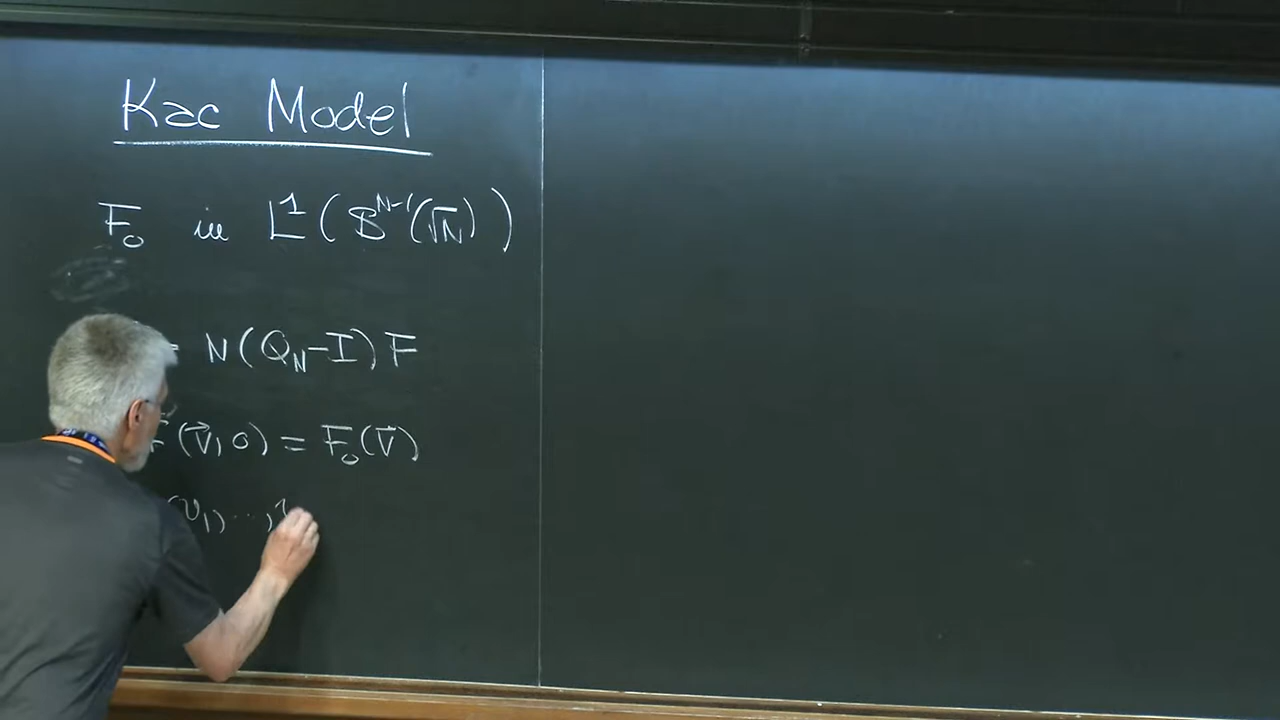 Kac Model
F₀ in L¹(S^{N-1}(√N))
= N(Q_N - I)F
F(v⃗,0) = F₀(v⃗)
(v₁, ⋯,